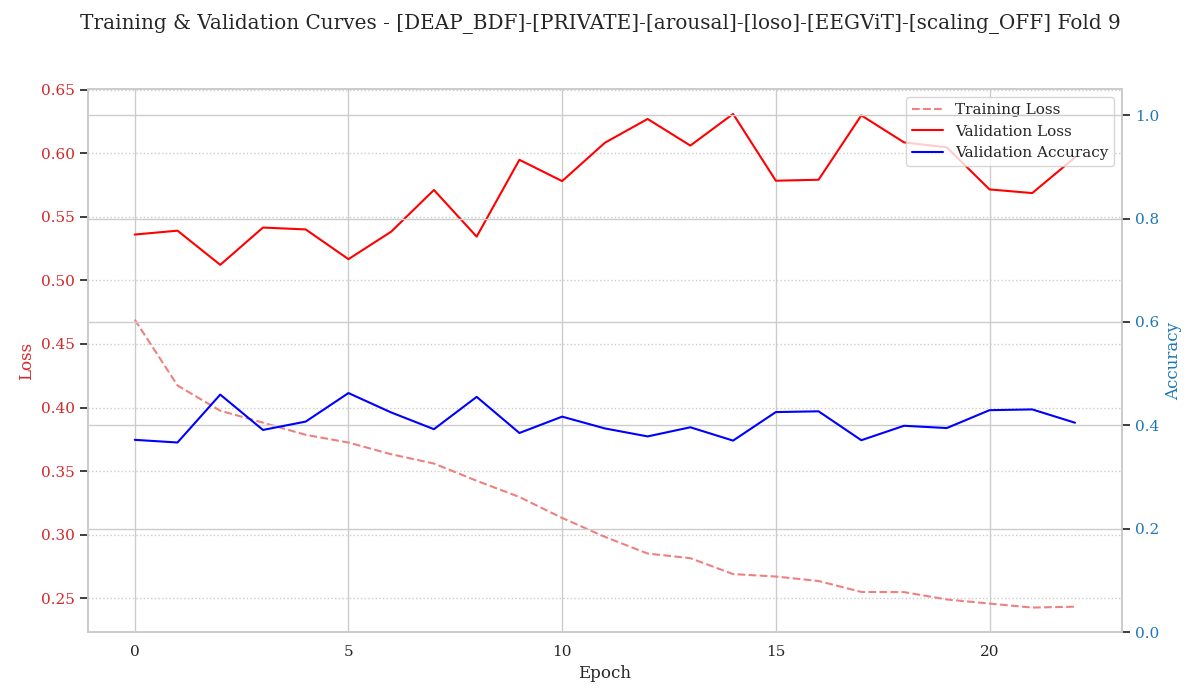 Training & Validation Curves - [DEAP_BDF]-[PRIVATE]-[arousal]-[loso]-[EEGViT]-[scaling_OFF] Fold 9
Training Loss
Validation Loss
Validation Accuracy
0.65
0.60
0.55
0.50
0.45
0.40
0.35
0.30
0.25
Loss
1.0
0.8
0.6
0.4
0.2
0.0
Accuracy
0
5
10
15
20
Epoch